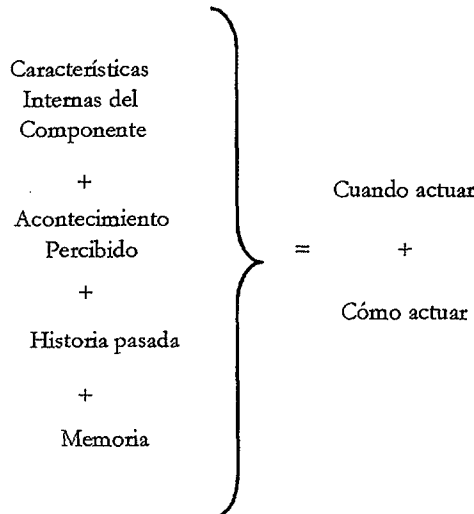 Características
Internas del
Componente
+
Acontecimiento
Percibido
+
Historia pasada
+
Memoria
=
Cuando actuar
+
Cómo actuar